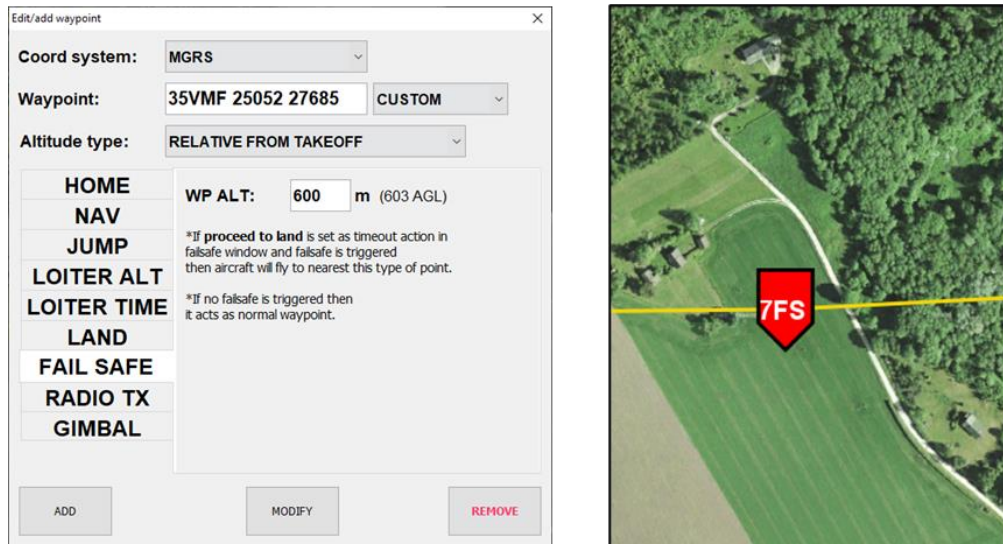 Edit/add waypoint
Coord system: MGRS
Waypoint: 35VMF 25052 27685 CUSTOM
Altitude type: RELATIVE FROM TAKEOFF
HOME
NAV
JUMP
LOITER ALT
LOITER TIME
LAND
FAIL SAFE
RADIO TX
GIMBAL
WP ALT: 600 m (603 AGL)
*If proceed to land is set as timeout action in
failsafe window and failsafe is triggered
then aircraft will fly to nearest this type of point.
*If no failsafe is triggered then
it acts as normal waypoint.
ADD MODIFY REMOVE
7FS